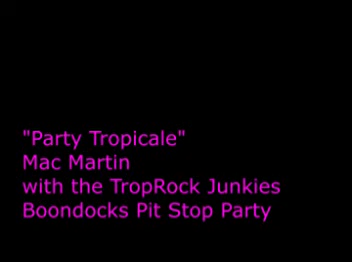 "Party Tropicale"
Mac Martin
with the TropRock Junkies
Boondocks Pit Stop Party